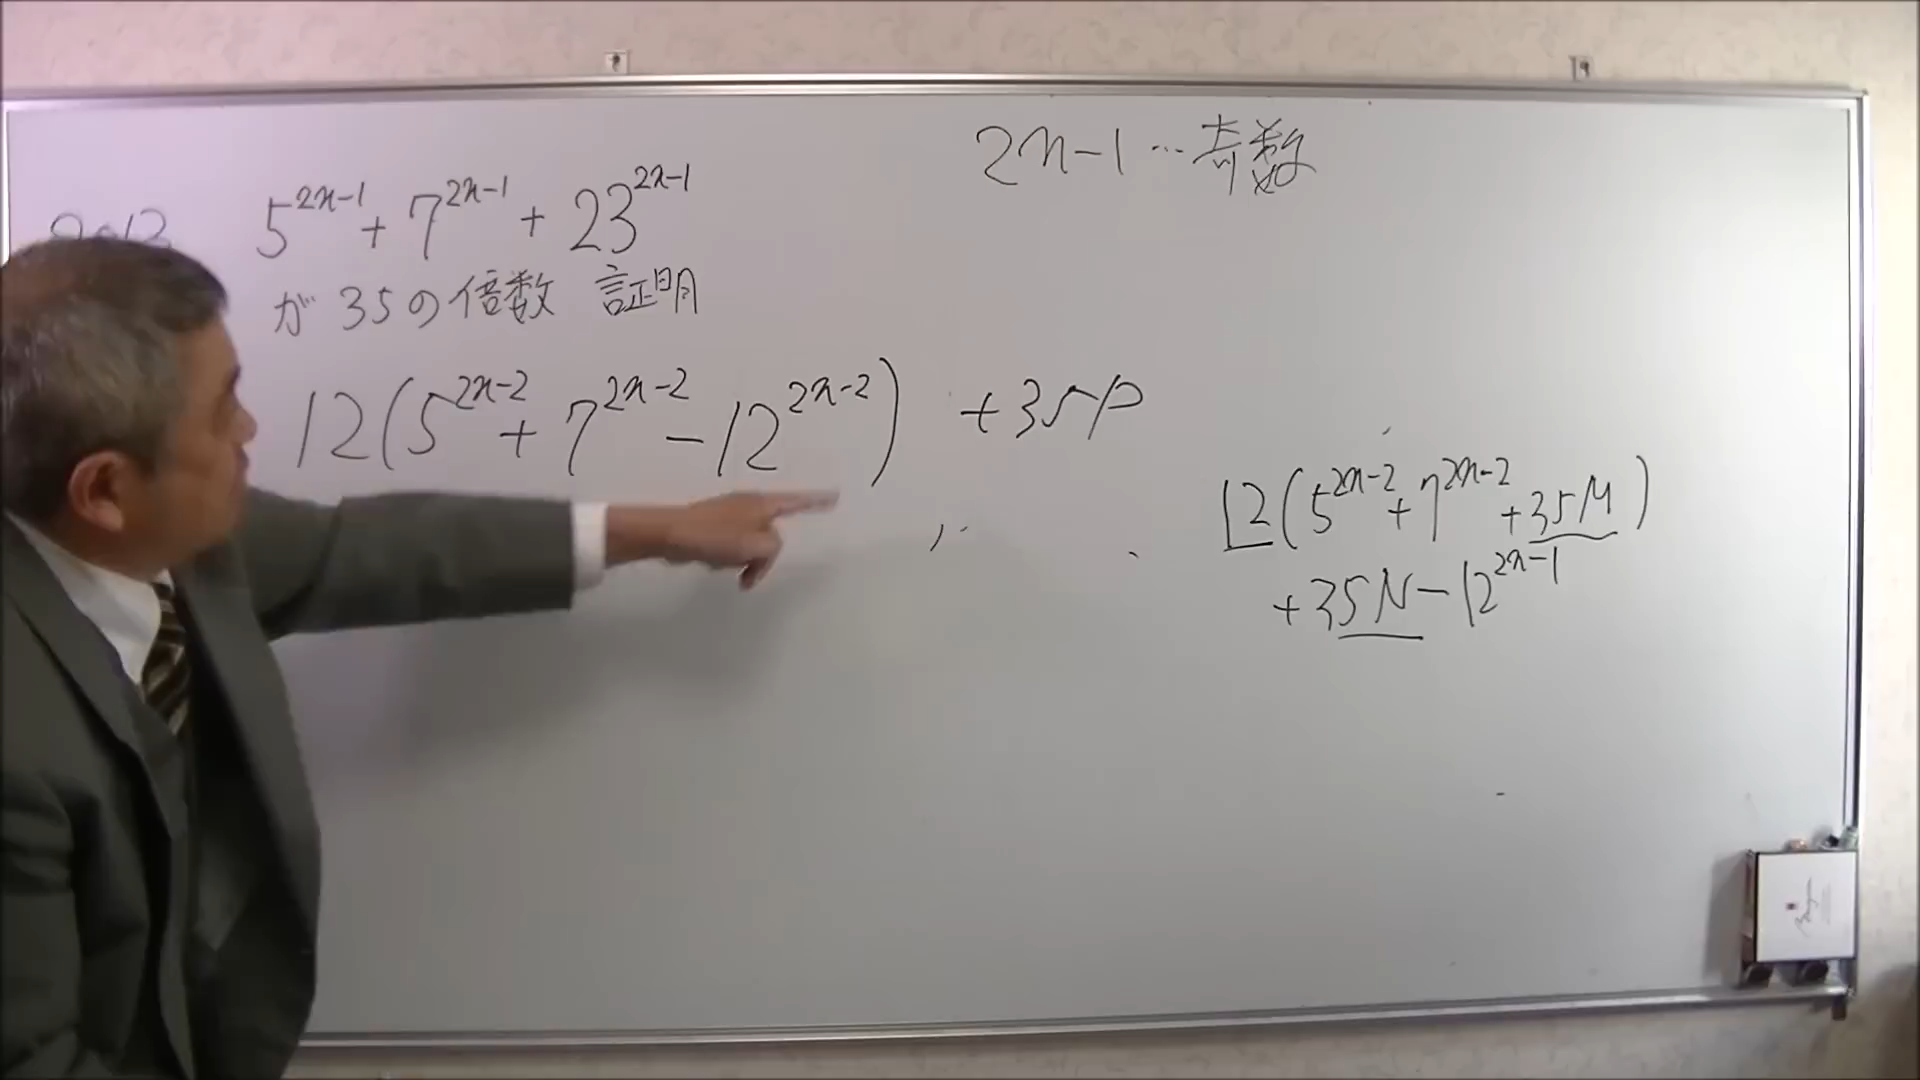 2n-1…奇数
5^{2n-1} + 7^{2n-1} + 23^{2n-1}
が 35の倍数 証明
12(5^{2n-2} + 7^{2n-2} - 12^{2n-2}) + 35P
12(5^{2n-2} + 7^{2n-2} + 35M)
+ 35N - 12^{2n-1}